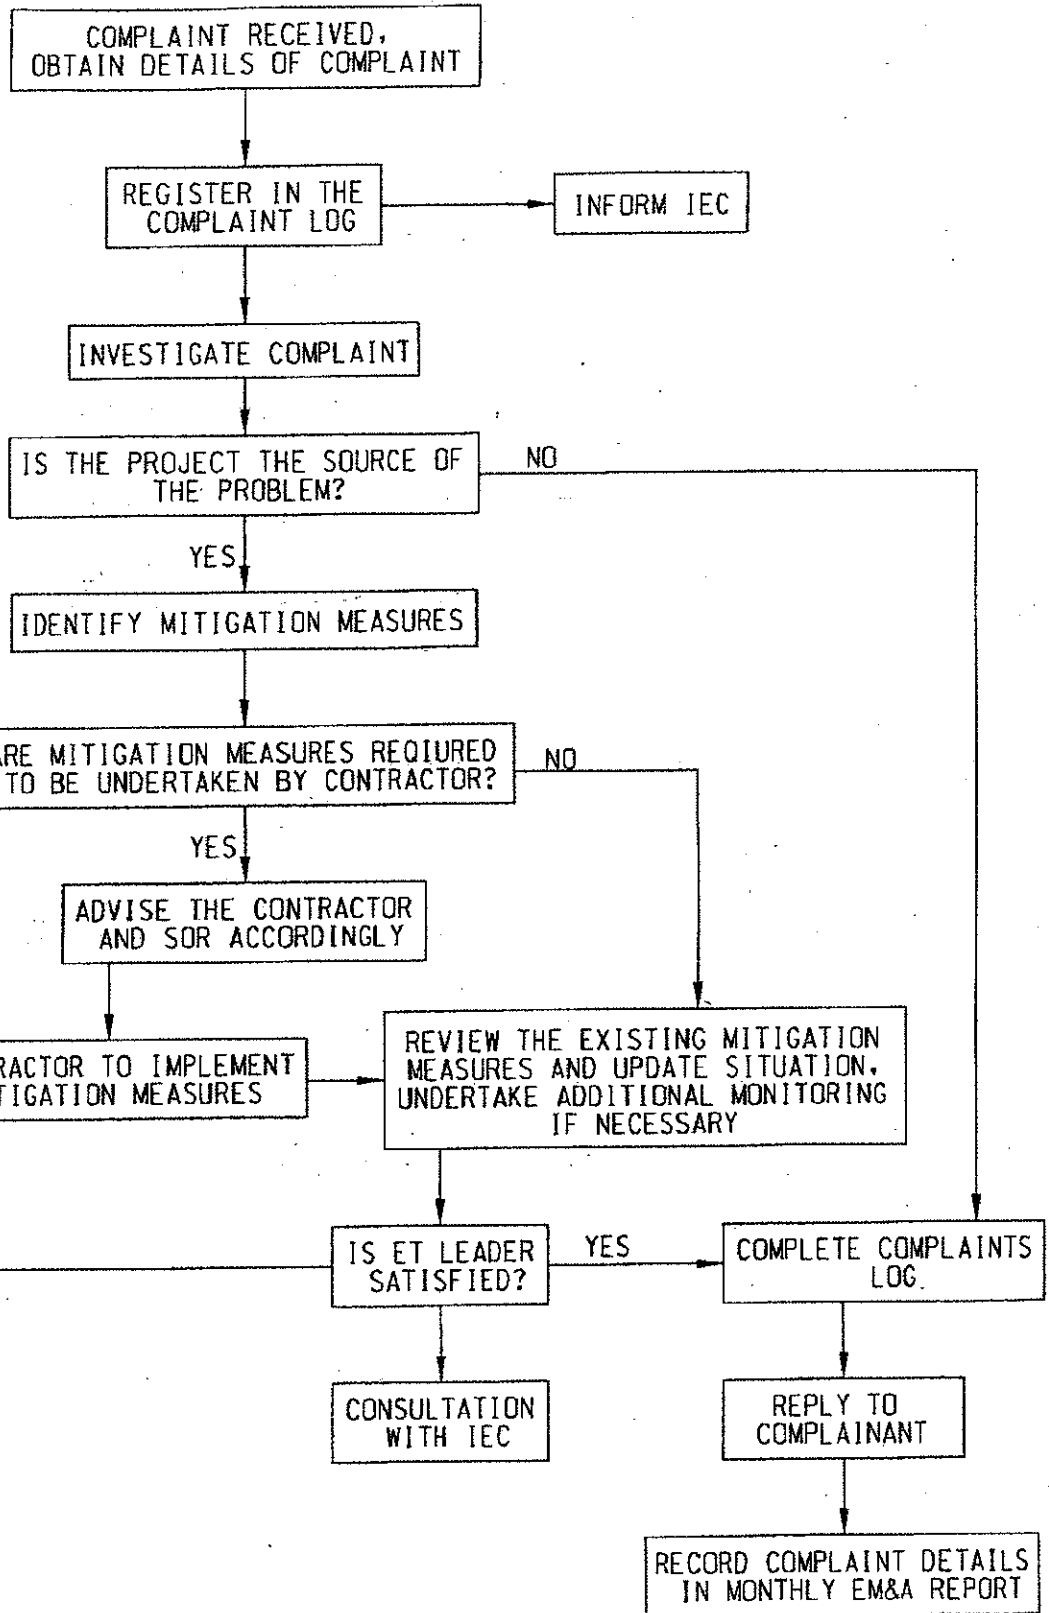 COMPLAINT RECEIVED,
OBTAIN DETAILS OF COMPLAINT
REGISTER IN THE
COMPLAINT LOG
INFORM IEC
INVESTIGATE COMPLAINT
IS THE PROJECT THE SOURCE OF
THE PROBLEM?
NO
YES
IDENTIFY MITIGATION MEASURES
ARE MITIGATION MEASURES REQIURED
TO BE UNDERTAKEN BY CONTRACTOR?
NO
YES
ADVISE THE CONTRACTOR
AND SOR ACCORDINGLY
RACTOR TO IMPLEMENT
TIGATION MEASURES
REVIEW THE EXISTING MITIGATION
MEASURES AND UPDATE SITUATION,
UNDERTAKE ADDITIONAL MONITORING
IF NECESSARY
IS ET LEADER
SATISFIED?
YES
COMPLETE COMPLAINTS
LOG
CONSULTATION
WITH IEC
REPLY TO
COMPLAINANT
RECORD COMPLAINT DETAILS
IN MONTHLY EM&A REPORT